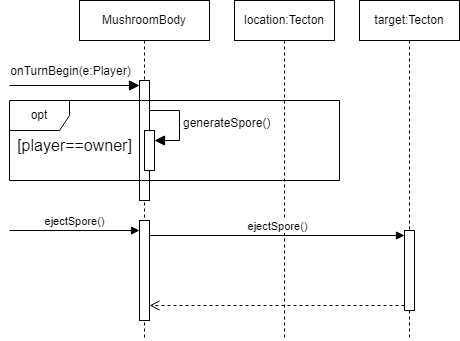 MushroomBody
location:Tecton
target:Tecton
onTurnBegin(e:Player)
opt
generateSpore()
[player==owner]
ejectSpore()
ejectSpore()